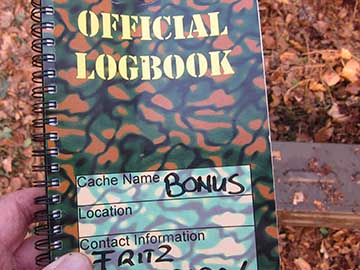 OFFICIAL
LOGBOOK
Cache Name BONUS
Location
Contact Information
FRITZ